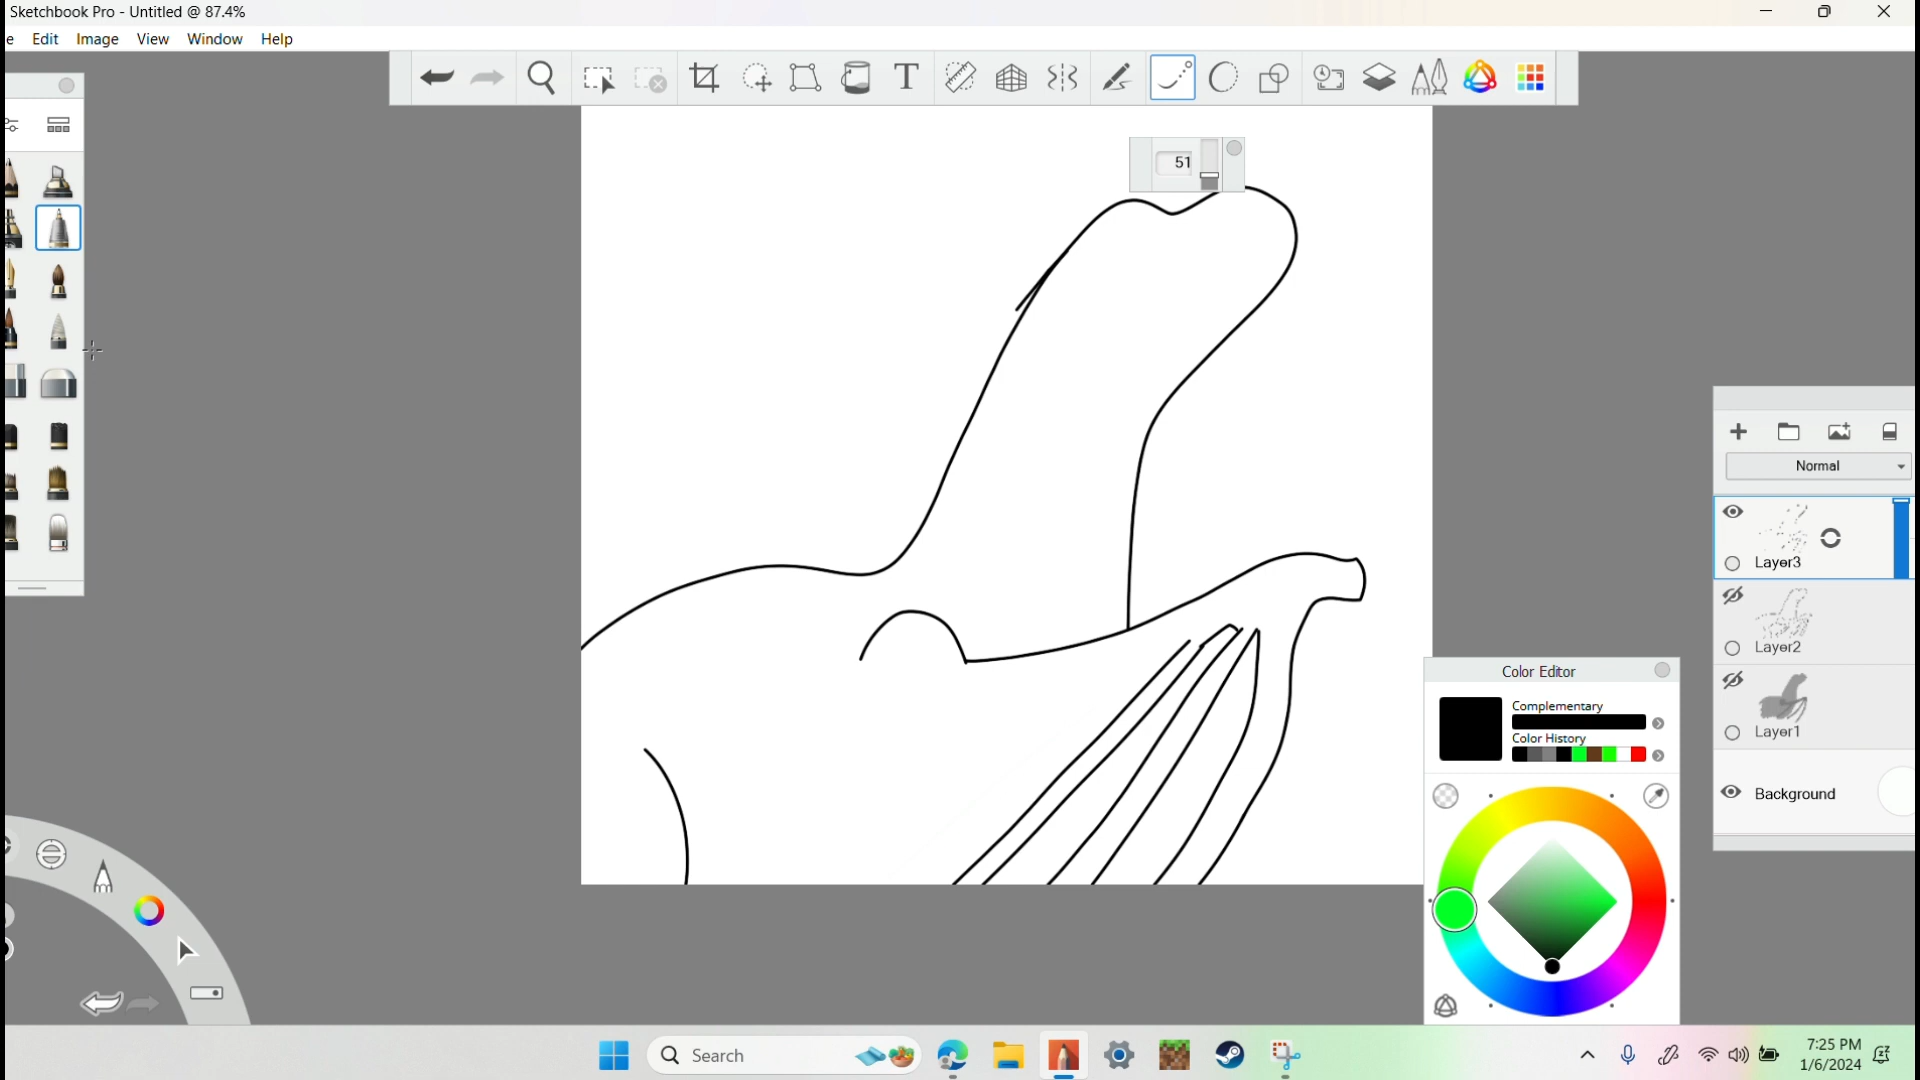 Sketchbook Pro - Untitled @ 87.4%
e Edit Image View Window Help
T
51
Normal
Layer3
Layer2
Layer1
Background
Color Editor
Complementary
Color History
Search
7:25 PM
1/6/2024